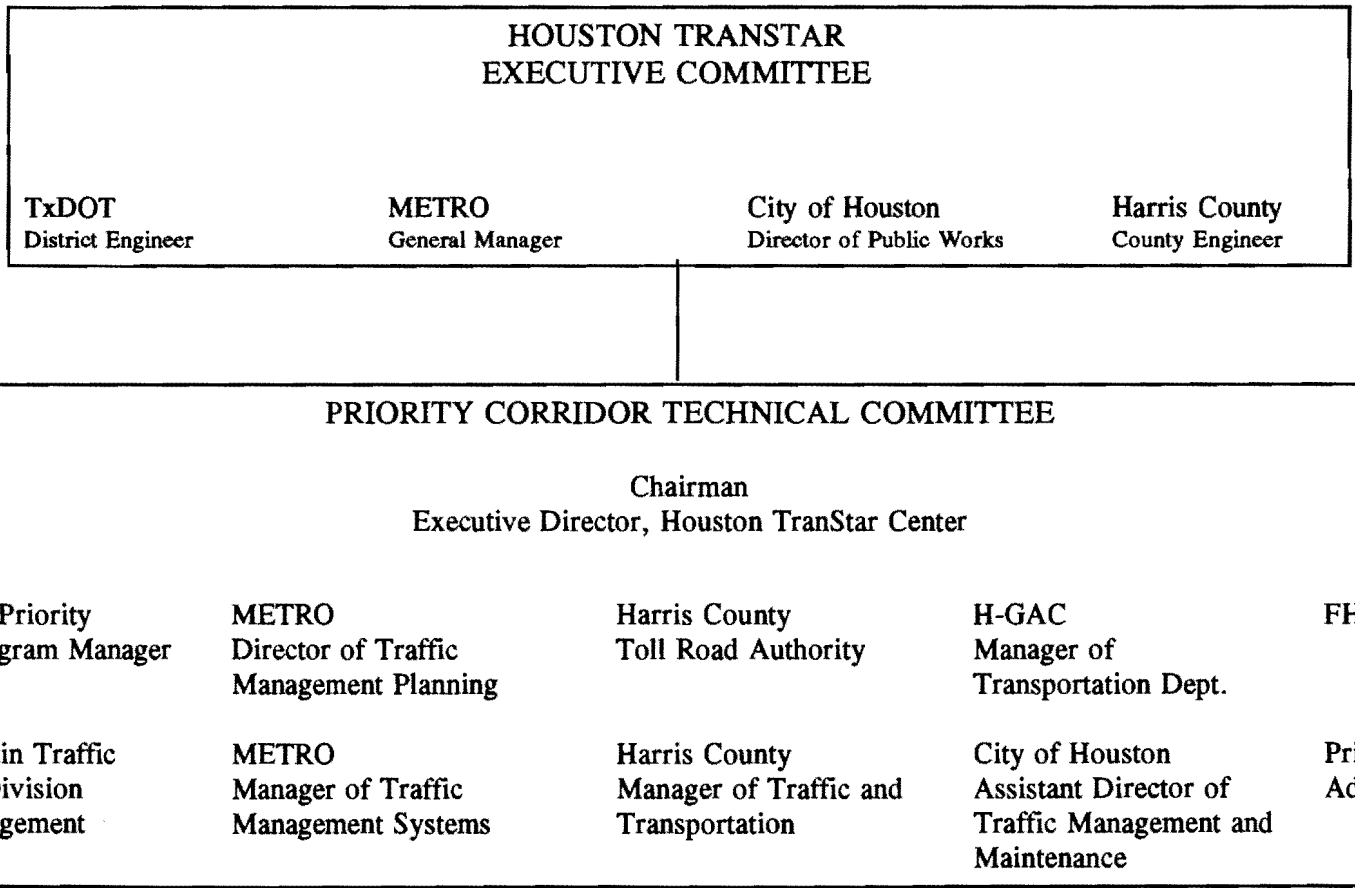 HOUSTON TRANSTAR
EXECUTIVE COMMITTEE
TxDOT METRO City of Houston Harris County
District Engineer General Manager Director of Public Works County Engineer
PRIORITY CORRIDOR TECHNICAL COMMITTEE
Chairman
Executive Director, Houston TranStar Center
Priority METRO Harris County H-GAC
gram Manager Director of Traffic Toll Road Authority Manager of
Management Planning Transportation Dept.
in Traffic METRO Harris County City of Houston
ivision Manager of Traffic Manager of Traffic and Assistant Director of
gement Management Systems Transportation Traffic Management and
Maintenance